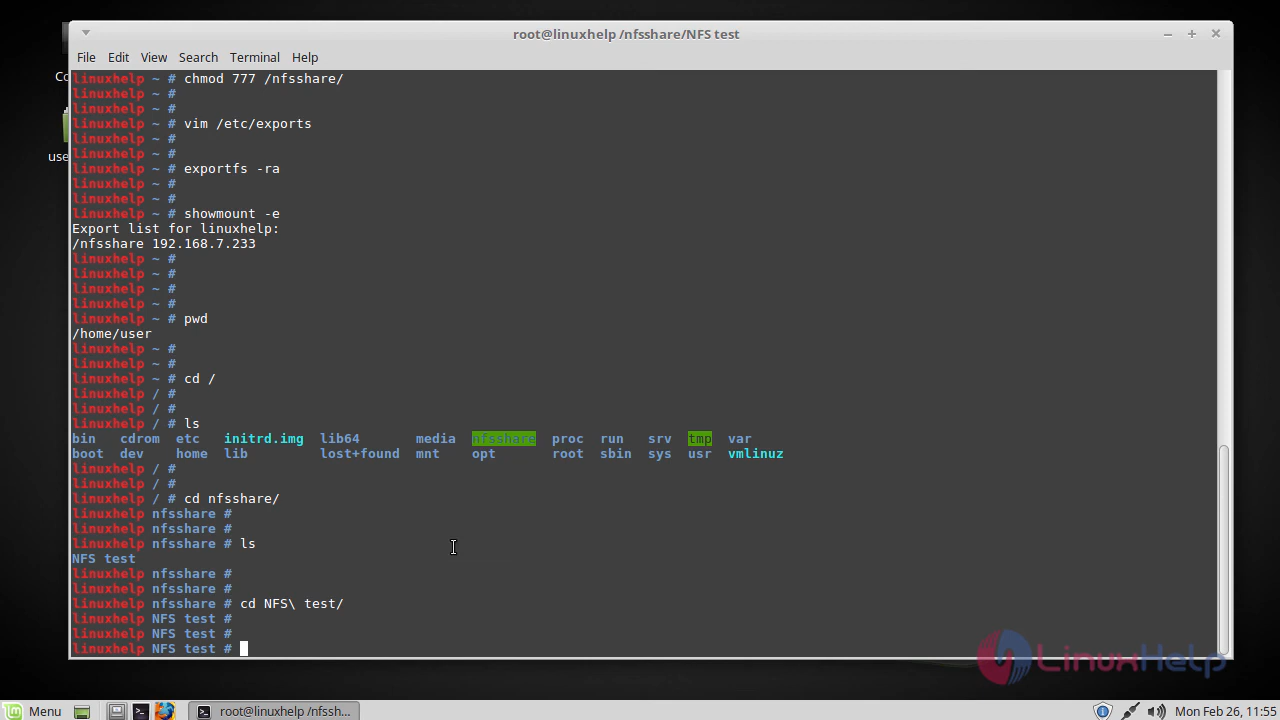 root@linuxhelp /nfsshare/NFS test
File Edit View Search Terminal Help
linuxhelp ~ # chmod 777 /nfsshare/
linuxhelp ~ #
linuxhelp ~ #
linuxhelp ~ # vim /etc/exports
linuxhelp ~ #
linuxhelp ~ #
linuxhelp ~ # exportfs -ra
linuxhelp ~ #
linuxhelp ~ #
linuxhelp ~ # showmount -e
Export list for linuxhelp:
/nfsshare 192.168.7.233
linuxhelp ~ #
linuxhelp ~ #
linuxhelp ~ #
linuxhelp ~ #
linuxhelp ~ # pwd
/home/user
linuxhelp ~ #
linuxhelp ~ #
linuxhelp ~ # cd /
linuxhelp / #
linuxhelp / #
linuxhelp / # ls
bin cdrom etc initrd.img lib64 media nfsshare proc run srv tmp var
boot dev home lib lost+found mnt opt root sbin sys usr vmlinuz
linuxhelp / #
linuxhelp / #
linuxhelp / # cd nfsshare/
linuxhelp nfsshare #
linuxhelp nfsshare #
linuxhelp nfsshare # ls
NFS test
linuxhelp nfsshare #
linuxhelp nfsshare #
linuxhelp nfsshare # cd NFS\ test/
linuxhelp NFS test #
linuxhelp NFS test #
linuxhelp NFS test #
LinuxHelp
Menu root@linuxhelp /nfssh... Mon Feb 26, 11:55